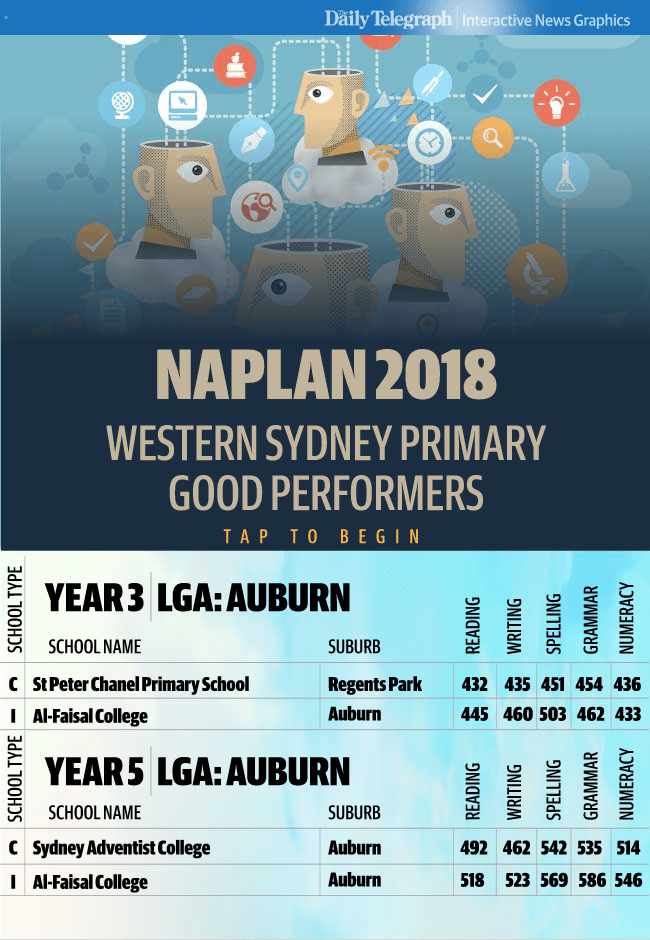 The Daily Telegraph | Interactive News Graphics
NAPLAN 2018
WESTERN SYDNEY PRIMARY
GOOD PERFORMERS
TAP TO BEGIN
SCHOOL TYPE
YEAR 3 | LGA: AUBURN
SCHOOL NAME SUBURB READING WRITING SPELLING GRAMMAR NUMERACY
C St Peter Chanel Primary School Regents Park 432 435 451 454 436
I Al-Faisal College Auburn 445 460 503 462 433
SCHOOL TYPE
YEAR 5 | LGA: AUBURN
SCHOOL NAME SUBURB READING WRITING SPELLING GRAMMAR NUMERACY
C Sydney Adventist College Auburn 492 462 542 535 514
I Al-Faisal College Auburn 518 523 569 586 546